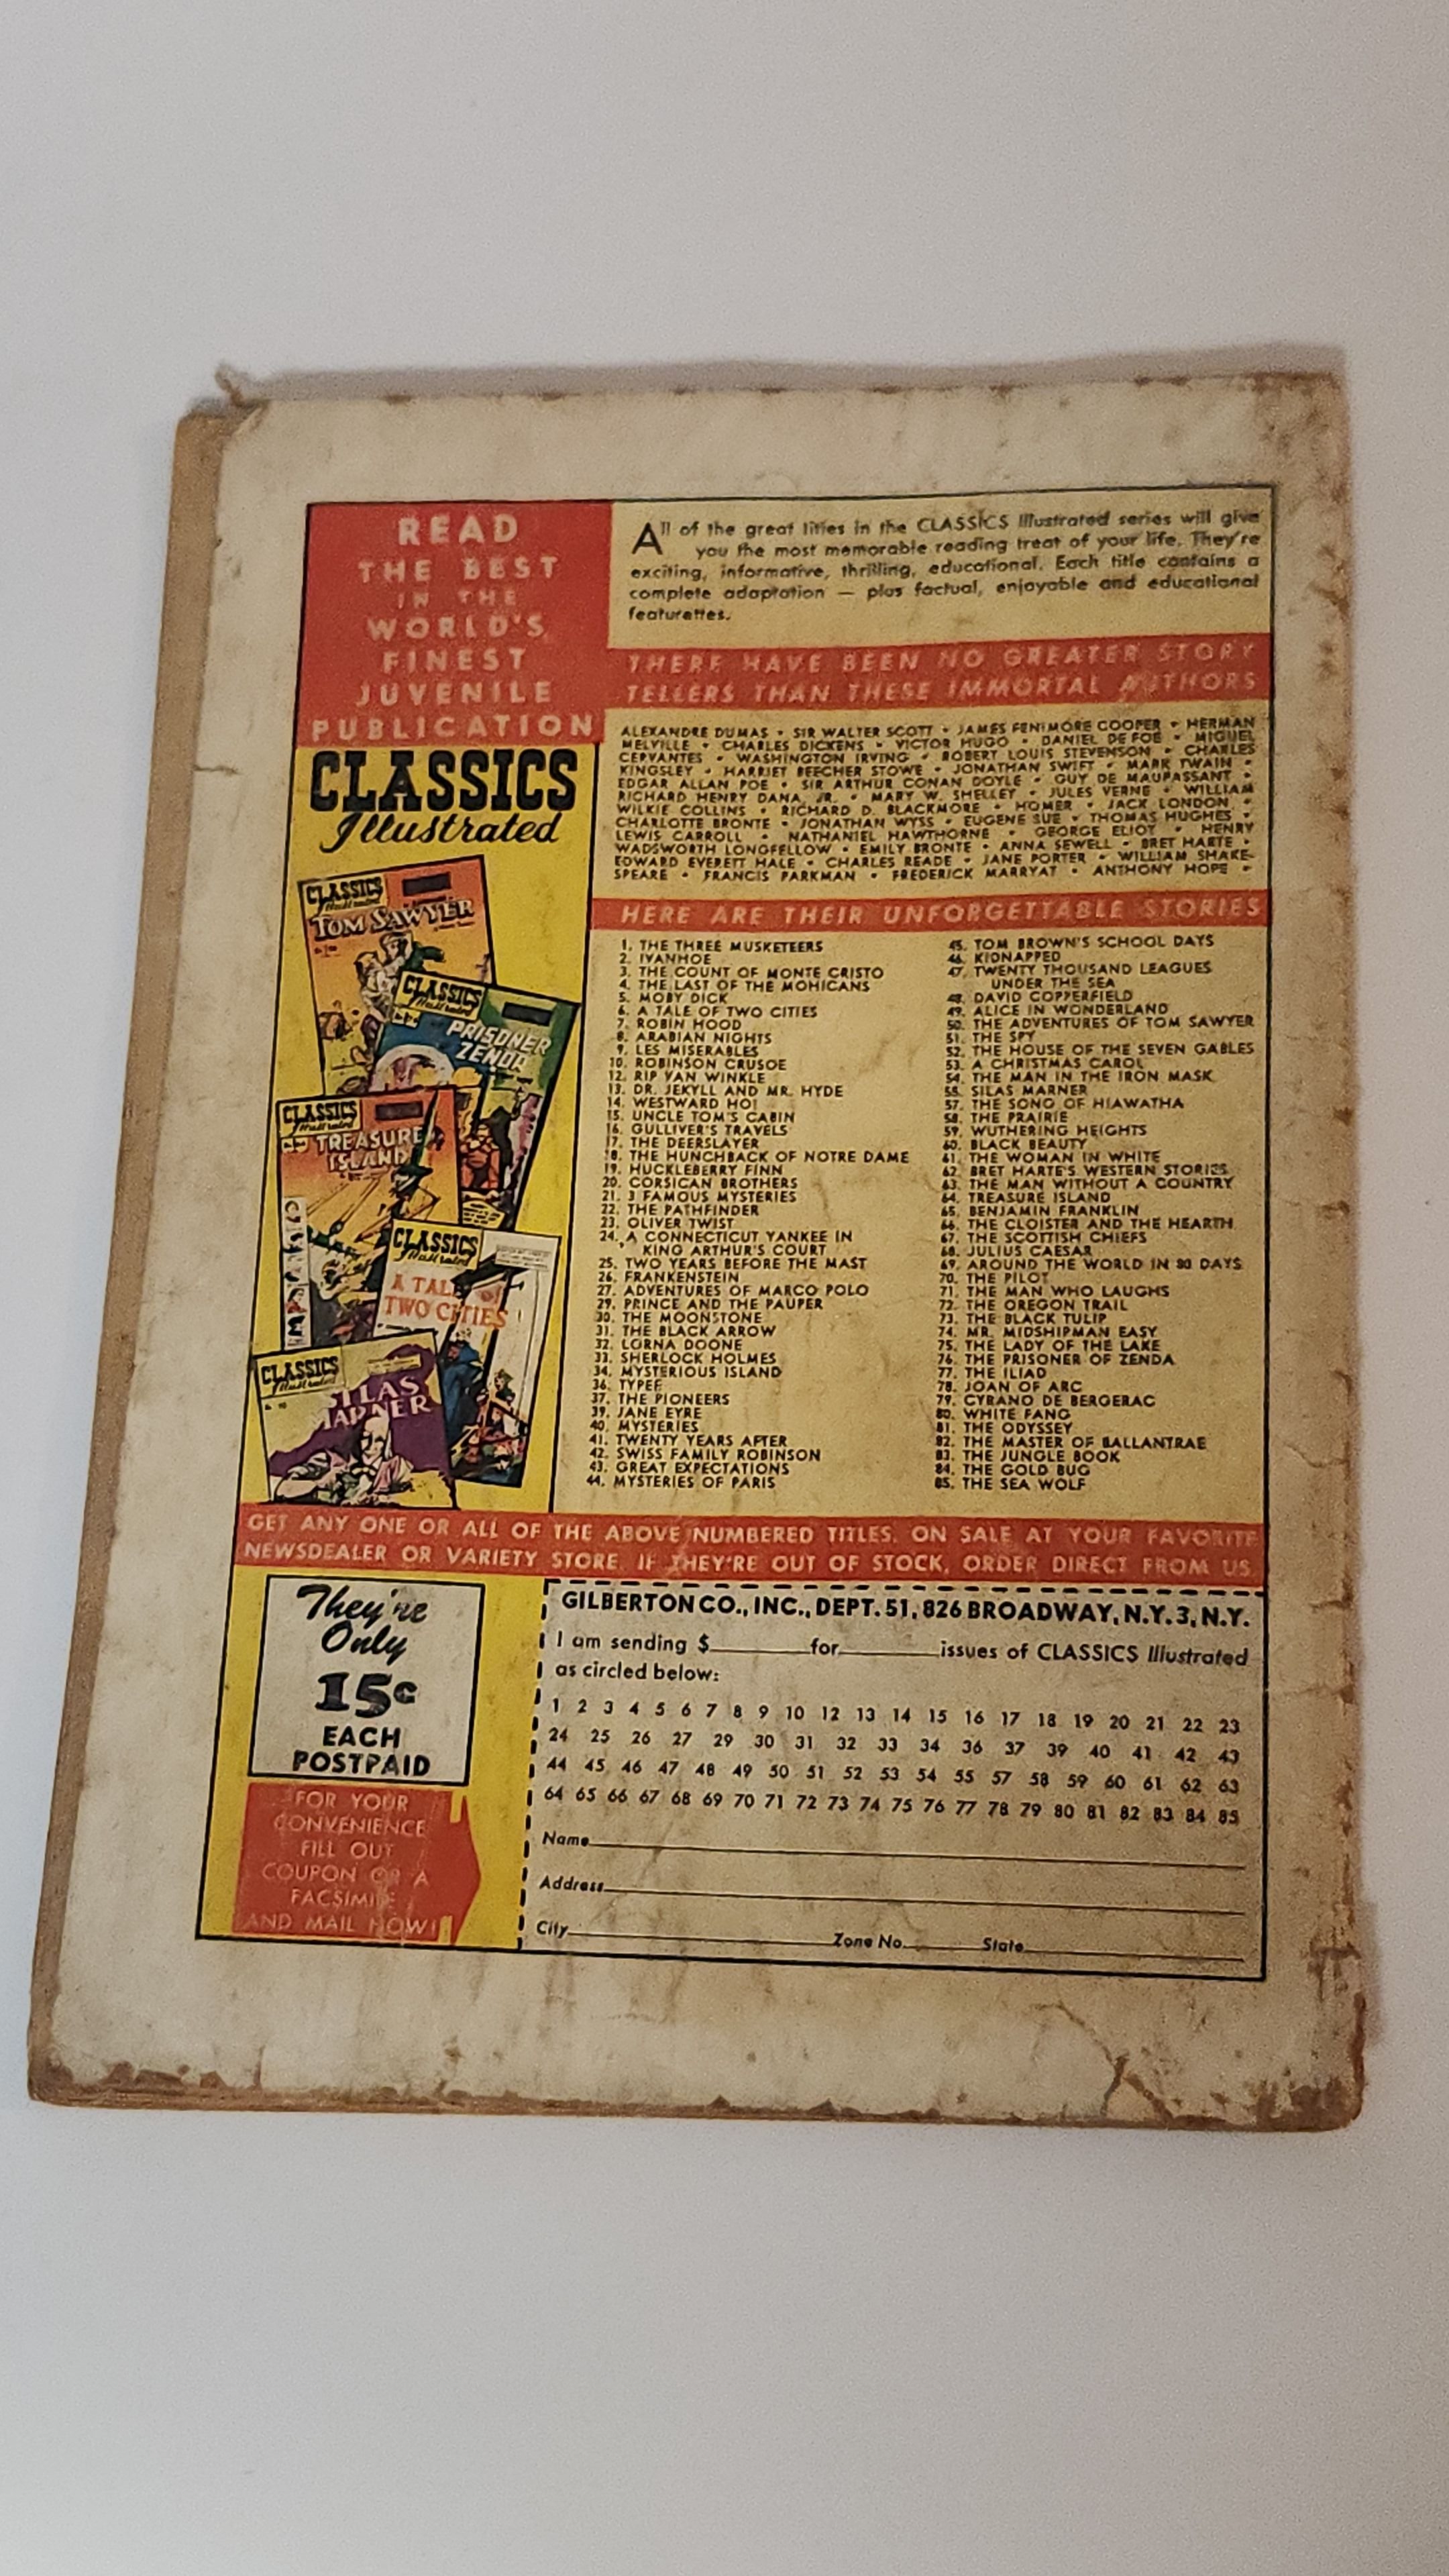 READ
THE BEST
IN THE
WORLD'S
FINEST
JUVENILE
PUBLICATION
CLASSICS
Illustrated
CLASSICS
Illustrated
TOM SAWYER
CLASSICS
Illustrated
PRISONER
ZENDA
CLASSICS
Illustrated
TREASURE
ISLAND
CLASSICS
Illustrated
A TALE
TWO CITIES
CLASSICS
Illustrated
SILAS
MARNER
All of the great titles in the CLASSICS Illustrated series will give
you the most memorable reading treat of your life. They're
exciting, informative, thrilling, educational. Each title contains a
complete adaptation — plus factual, enjoyable and educational
featurettes.
THERE HAVE BEEN NO GREATER STORY
TELLERS THAN THESE IMMORTAL AUTHORS
ALEXANDRE DUMAS • SIR WALTER SCOTT • JAMES FENIMORE COOPER • HERMAN
MELVILLE • CHARLES DICKENS • VICTOR HUGO • DANIEL DEFOE • MIGUEL
CERVANTES • WASHINGTON IRVING • ROBERT LOUIS STEVENSON • CHARLES
KINGSLEY • HARRIET BEECHER STOWE • JONATHAN SWIFT • MARK TWAIN •
EDGAR ALLAN POE • SIR ARTHUR CONAN DOYLE • GUY DE MAUPASSANT •
RICHARD HENRY DANA, JR. • MARY W. SHELLEY • JULES VERNE • WILLIAM
WILKIE COLLINS • RICHARD D. BLACKMORE • HOMER • JACK LONDON •
CHARLOTTE BRONTE • JONATHAN WYSS • EUGENE SUE • THOMAS HUGHES •
LEWIS CARROLL • NATHANIEL HAWTHORNE • GEORGE ELIOT • HENRY
WADSWORTH LONGFELLOW • EMILY BRONTE • ANNA SEWELL • BRET HARTE •
EDWARD EVERETT HALE • CHARLES READE • JANE PORTER • WILLIAM SHAKE-
SPEARE • FRANCIS PARKMAN • FREDERICK MARRYAT • ANTHONY HOPE •
HERE ARE THEIR UNFORGETTABLE STORIES
1. THE THREE MUSKETEERS
2. IVANHOE
3. THE COUNT OF MONTE CRISTO
4. THE LAST OF THE MOHICANS
5. MOBY DICK
6. A TALE OF TWO CITIES
7. ROBIN HOOD
8. ARABIAN NIGHTS
9. LES MISERABLES
10. ROBINSON CRUSOE
12. RIP VAN WINKLE
13. DR. JEKYLL AND MR. HYDE
14. WESTWARD HO!
15. UNCLE TOM'S CABIN
16. GULLIVER'S TRAVELS
17. THE DEERSLAYER
18. THE HUNCHBACK OF NOTRE DAME
19. HUCKLEBERRY FINN
20. CORSICAN BROTHERS
21. 3 FAMOUS MYSTERIES
22. THE PATHFINDER
23. OLIVER TWIST
24. A CONNECTICUT YANKEE IN
KING ARTHUR'S COURT
25. TWO YEARS BEFORE THE MAST
26. FRANKENSTEIN
27. ADVENTURES OF MARCO POLO
29. PRINCE AND THE PAUPER
30. THE MOONSTONE
31. THE BLACK ARROW
32. LORNA DOONE
33. SHERLOCK HOLMES
34. MYSTERIOUS ISLAND
36. TYPEE
37. THE PIONEERS
39. JANE EYRE
40. MYSTERIES
41. TWENTY YEARS AFTER
42. SWISS FAMILY ROBINSON
43. GREAT EXPECTATIONS
44. MYSTERIES OF PARIS
45. TOM BROWN'S SCHOOL DAYS
46. KIDNAPPED
47. TWENTY THOUSAND LEAGUES
UNDER THE SEA
48. DAVID COPPERFIELD
49. ALICE IN WONDERLAND
50. THE ADVENTURES OF TOM SAWYER
51. THE SPY
52. THE HOUSE OF THE SEVEN GABLES
53. A CHRISTMAS CAROL
54. THE MAN IN THE IRON MASK
55. SILAS MARNER
57. THE SONG OF HIAWATHA
58. THE PRAIRIE
59. WUTHERING HEIGHTS
60. BLACK BEAUTY
61. THE WOMAN IN WHITE
62. BRET HARTE'S WESTERN STORIES
63. THE MAN WITHOUT A COUNTRY
64. TREASURE ISLAND
65. BENJAMIN FRANKLIN
66. THE CLOISTER AND THE HEARTH
67. THE SCOTTISH CHIEFS
68. JULIUS CAESAR
69. AROUND THE WORLD IN 80 DAYS
70. THE PILOT
71. THE MAN WHO LAUGHS
72. THE OREGON TRAIL
73. THE BLACK TULIP
74. MR. MIDSHIPMAN EASY
75. THE LADY OF THE LAKE
76. THE PRISONER OF ZENDA
77. THE ILIAD
78. JOAN OF ARC
79. CYRANO DE BERGERAC
80. WHITE FANG
81. THE ODYSSEY
82. THE MASTER OF BALLANTRAE
83. THE JUNGLE BOOK
84. THE GOLD BUG
85. THE SEA WOLF
GET ANY ONE OR ALL OF THE ABOVE NUMBERED TITLES, ON SALE AT YOUR FAVORITE
NEWSDEALER OR VARIETY STORE. IF THEY'RE OUT OF STOCK, ORDER DIRECT FROM US
They're
Only
15c
EACH
POSTPAID
FOR YOUR
CONVENIENCE
FILL OUT
COUPON OR A
FACSIMILE
AND MAIL NOW!
GILBERTON CO., INC., DEPT. 51, 826 BROADWAY, N.Y. 3, N.Y.
I am sending $ for issues of CLASSICS Illustrated
as circled below:
1 2 3 4 5 6 7 8 9 10 12 13 14 15 16 17 18 19 20 21 22 23
24 25 26 27 29 30 31 32 33 34 36 37 39 40 41 42 43
44 45 46 47 48 49 50 51 52 53 54 55 57 58 59 60 61 62 63
64 65 66 67 68 69 70 71 72 73 74 75 76 77 78 79 80 81 82 83 84 85
Name
Address
City Zone No. State